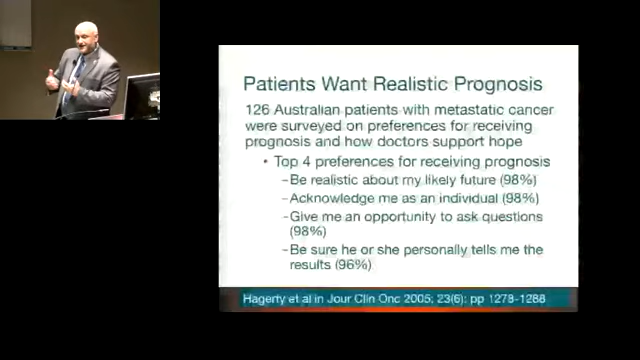 Patients Want Realistic Prognosis
126 Australian patients with metastatic cancer
were surveyed on preferences for receiving
prognosis and how doctors support hope
• Top 4 preferences for receiving prognosis
–Be realistic about my likely future (98%)
–Acknowledge me as an individual (98%)
–Give me an opportunity to ask questions
(98%)
–Be sure he or she personally tells me the
results (96%)
Hagerty et al in Jour Clin Onc 2005; 23(6): pp 1278-1288